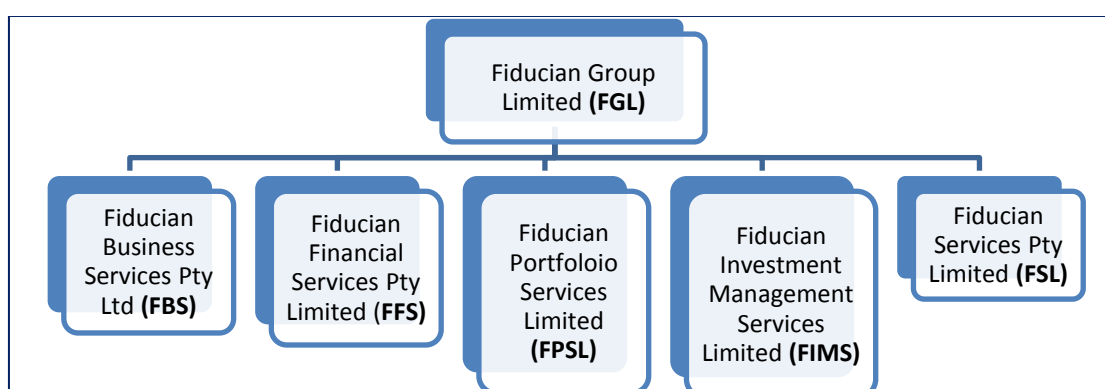 Fiducian Group
Limited (FGL)
Fiducian
Business
Services Pty
Ltd (FBS)
Fiducian
Financial
Services Pty
Limited (FFS)
Fiducian
Portfoloio
Services
Limited
(FPSL)
Fiducian
Investment
Management
Services
Limited (FIMS)
Fiducian
Services Pty
Limited (FSL)